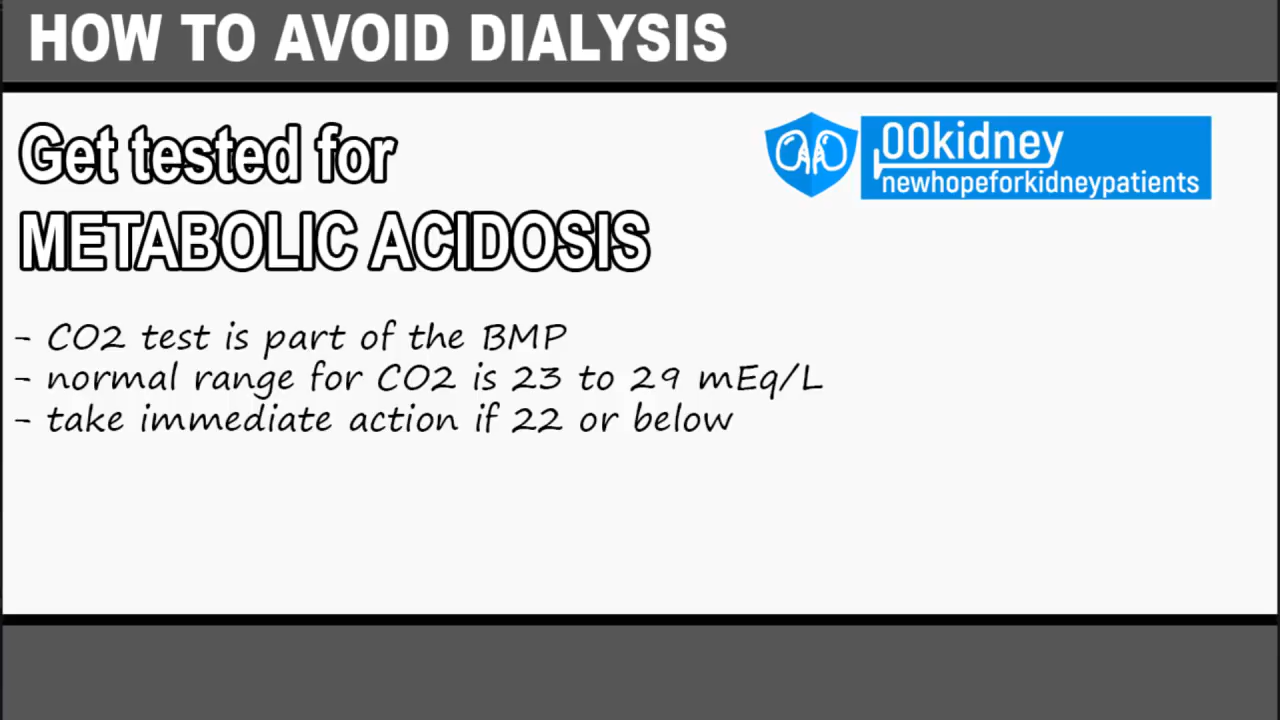 HOW TO AVOID DIALYSIS
Get tested for
METABOLIC ACIDOSIS
00kidney
newhopeforkidneypatients
- CO2 test is part of the BMP
- normal range for CO2 is 23 to 29 mEq/L
- take immediate action if 22 or below